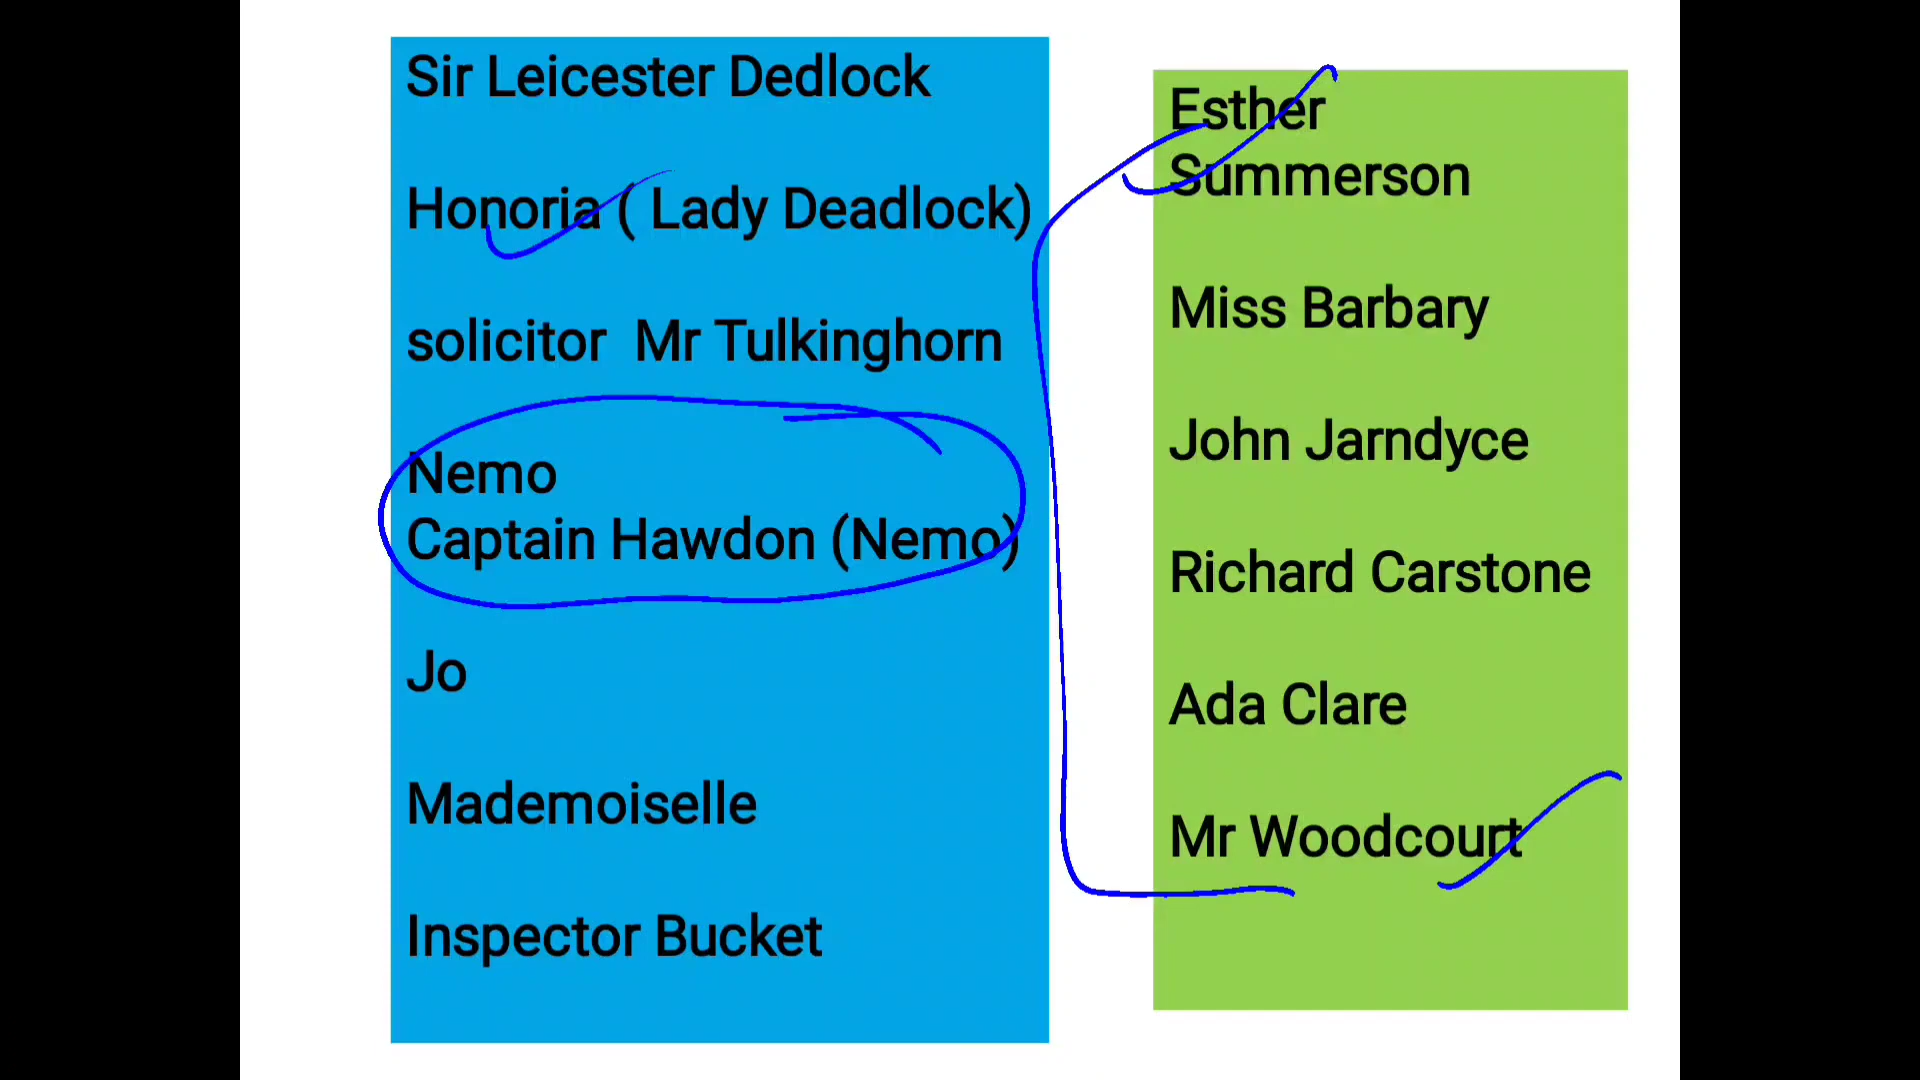 Sir Leicester Dedlock
Honoria ( Lady Deadlock)
solicitor  Mr Tulkinghorn
Nemo
Captain Hawdon (Nemo)
Jo
Mademoiselle
Inspector Bucket
Esther
Summerson
Miss Barbary
John Jarndyce
Richard Carstone
Ada Clare
Mr Woodcourt